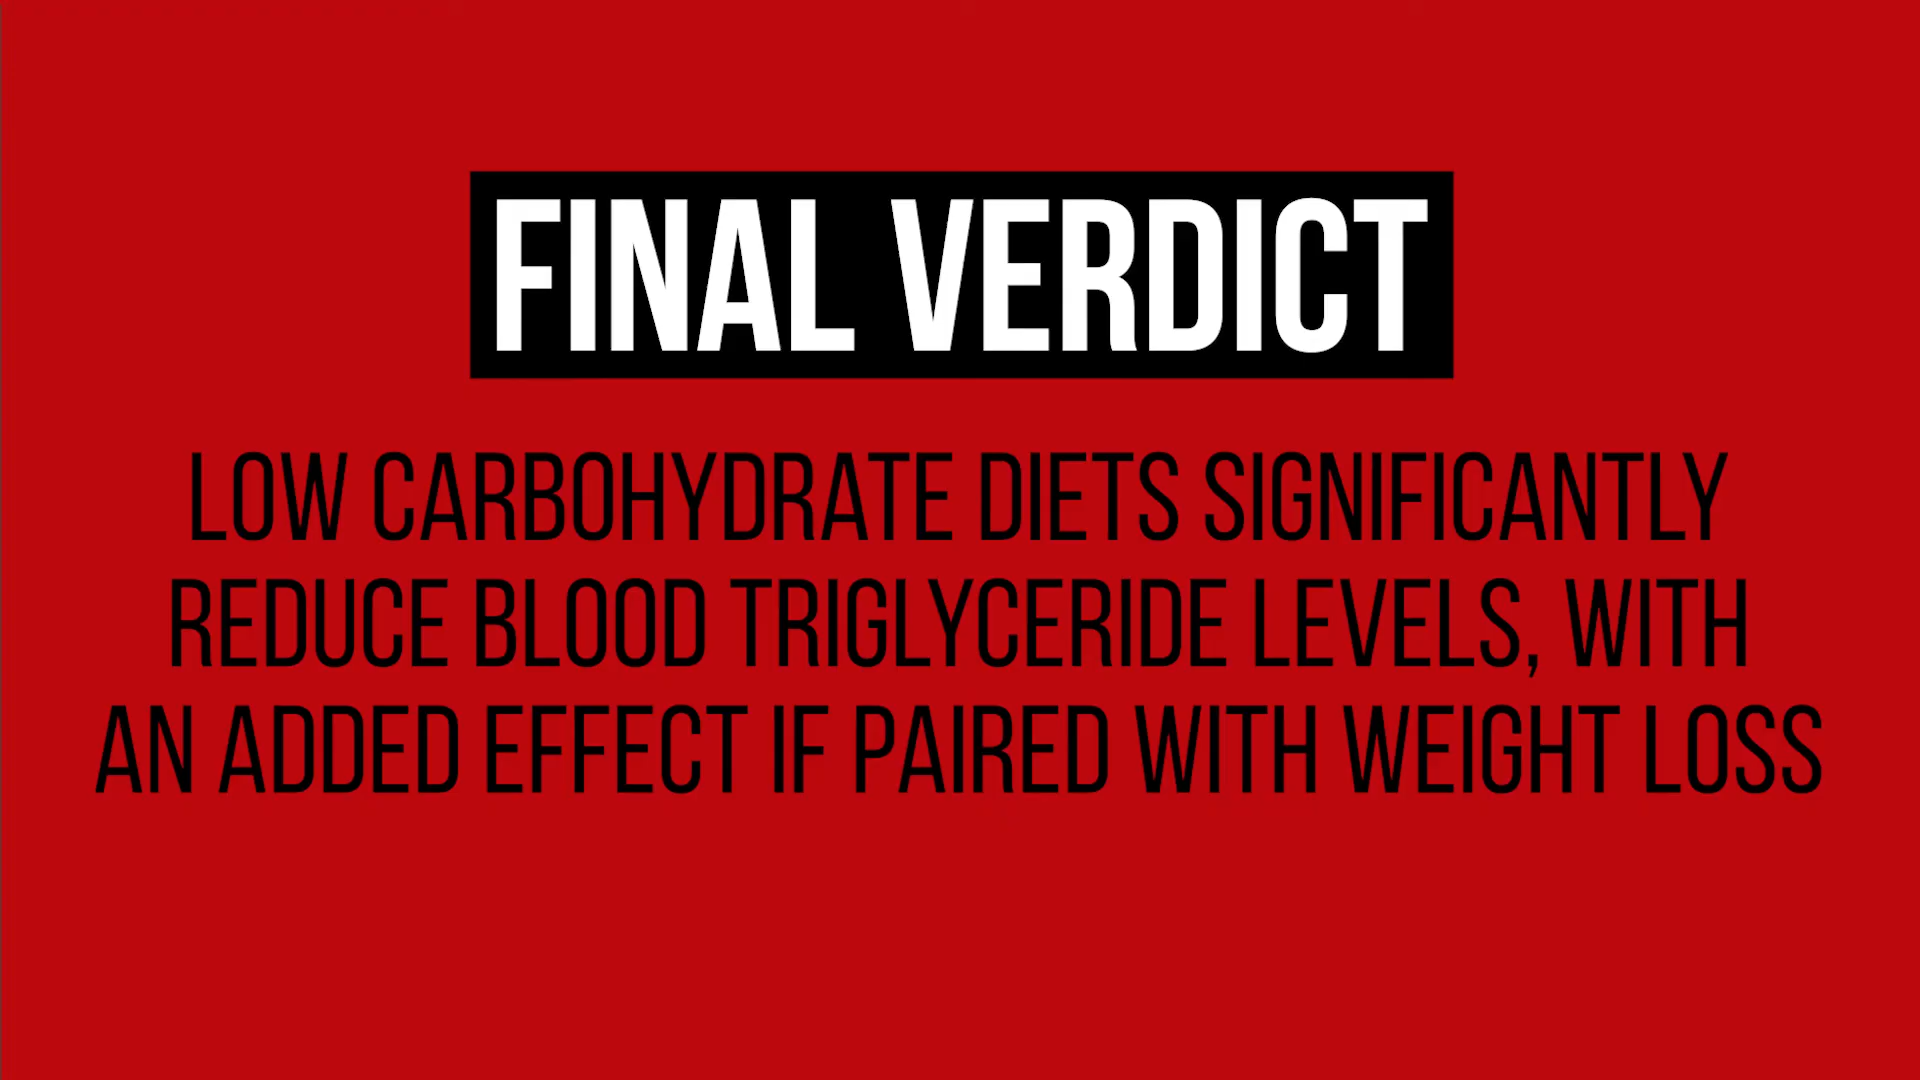 FINAL VERDICT
LOW CARBOHYDRATE DIETS SIGNIFICANTLY
REDUCE BLOOD TRIGLYCERIDE LEVELS, WITH
AN ADDED EFFECT IF PAIRED WITH WEIGHT LOSS